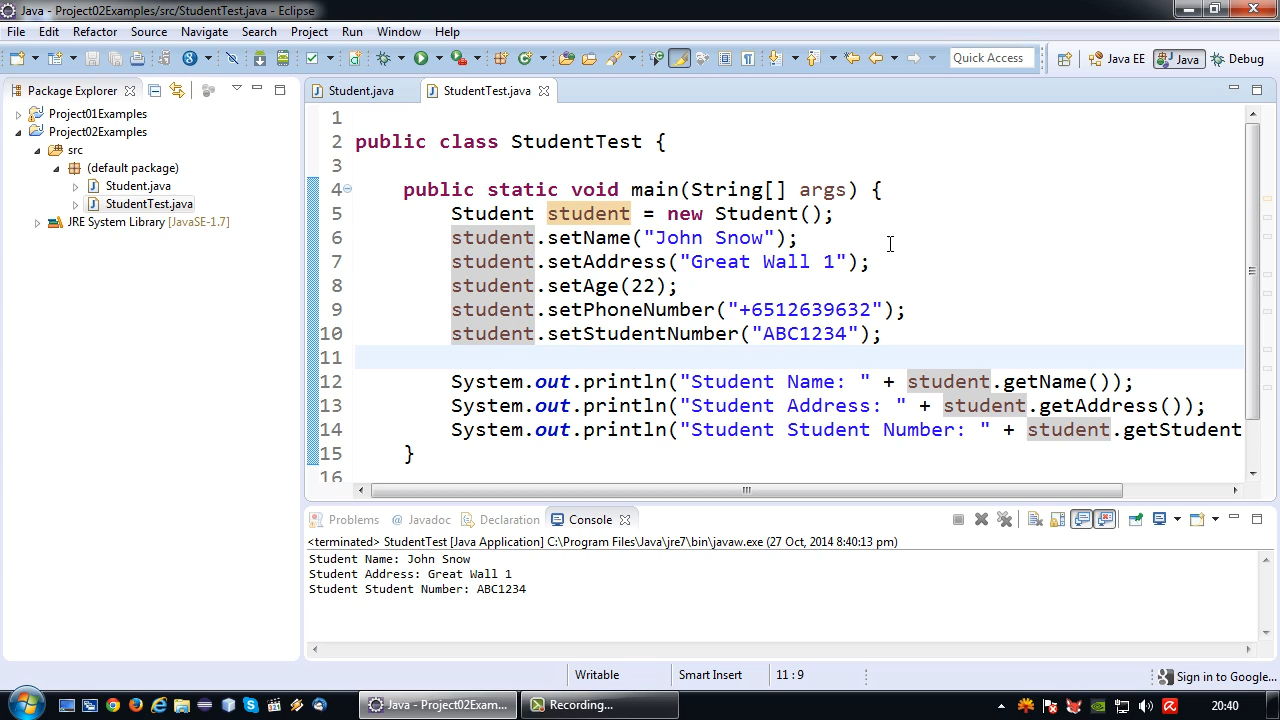 Java - Project02Examples/src/StudentTest.java - Eclipse
File Edit Refactor Source Navigate Search Project Run Window Help
Quick Access Java EE Java Debug
Package Explorer
Project01Examples
Project02Examples
src
(default package)
Student.java
StudentTest.java
JRE System Library [JavaSE-1.7]
Student.java StudentTest.java
1
2 public class StudentTest {
3
4 public static void main(String[] args) {
5 Student student = new Student();
6 student.setName("John Snow");
7 student.setAddress("Great Wall 1");
8 student.setAge(22);
9 student.setPhoneNumber("+6512639632");
10 student.setStudentNumber("ABC1234");
11
12 System.out.println("Student Name: " + student.getName());
13 System.out.println("Student Address: " + student.getAddress());
14 System.out.println("Student Student Number: " + student.getStudent
15 }
16
Problems @ Javadoc Declaration Console
<terminated> StudentTest [Java Application] C:\Program Files\Java\jre7\bin\javaw.exe (27 Oct, 2014 8:40:13 pm)
Student Name: John Snow
Student Address: Great Wall 1
Student Student Number: ABC1234
Writable Smart Insert 11 : 9 Sign in to Google...
Java - Project02Exam... Recording... 20:40